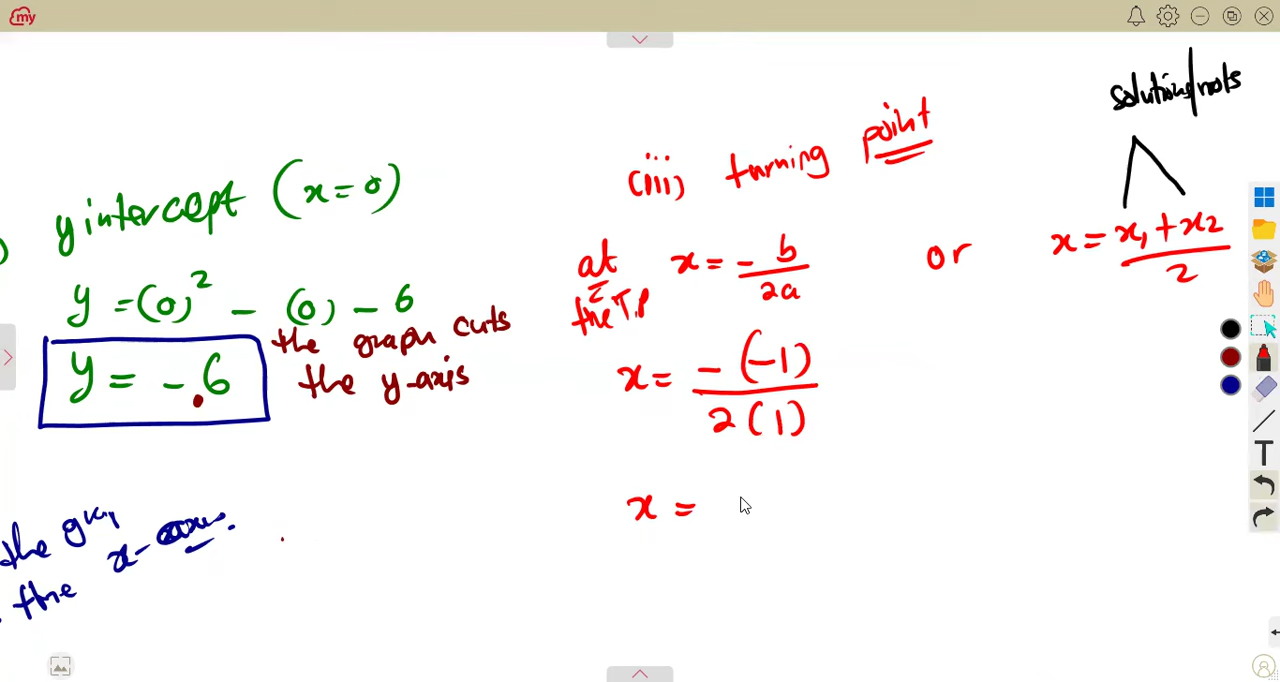 my
solutions/roots
(iii) turning point
y intercept (x=0)
at the T.P x = -b/2a or x = x₁ + x₂/2
y = (0)² - (0) - 6
y = -6
the graph cuts
the y-axis
x = -(-1)/2(1)
x =
the
x-axis
the
T